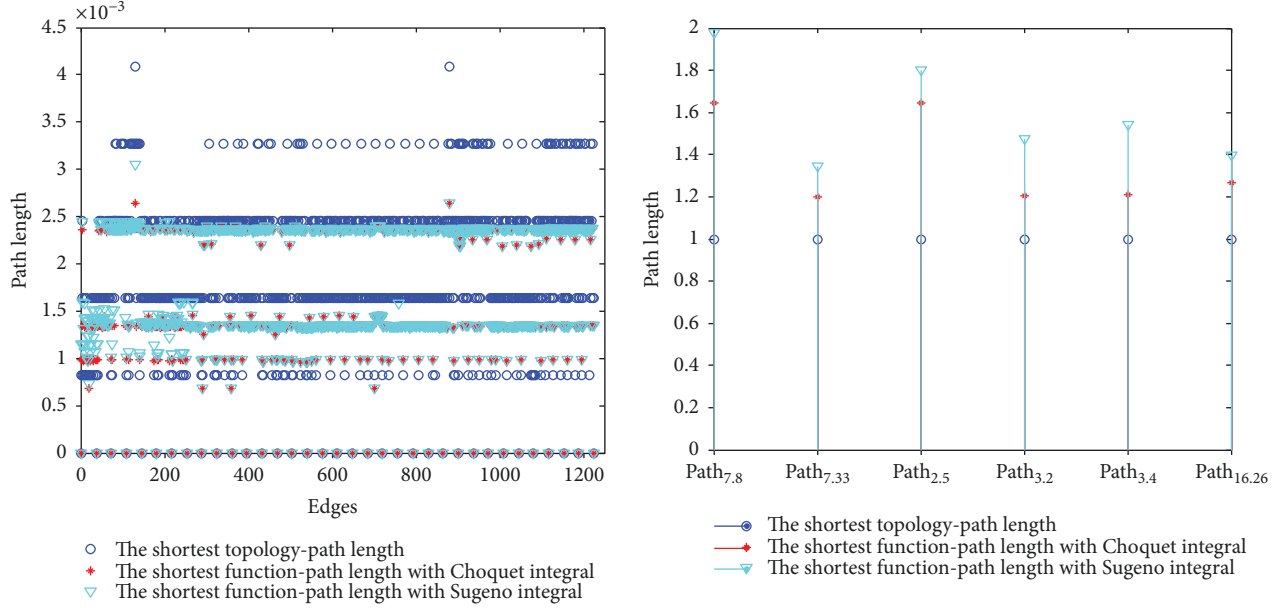 ×10⁻³
4.5
4
3.5
3
2.5
2
1.5
1
0.5
0
Path length
0 200 400 600 800 1000 1200
Edges
The shortest topology-path length
The shortest function-path length with Choquet integral
The shortest function-path length with Sugeno integral
2
1.8
1.6
1.4
1.2
1
0.8
0.6
0.4
0.2
0
Path length
Path7.8 Path7.33 Path2.5 Path3.2 Path3.4 Path16.26
The shortest topology-path length
The shortest function-path length with Choquet integral
The shortest function-path length with Sugeno integral